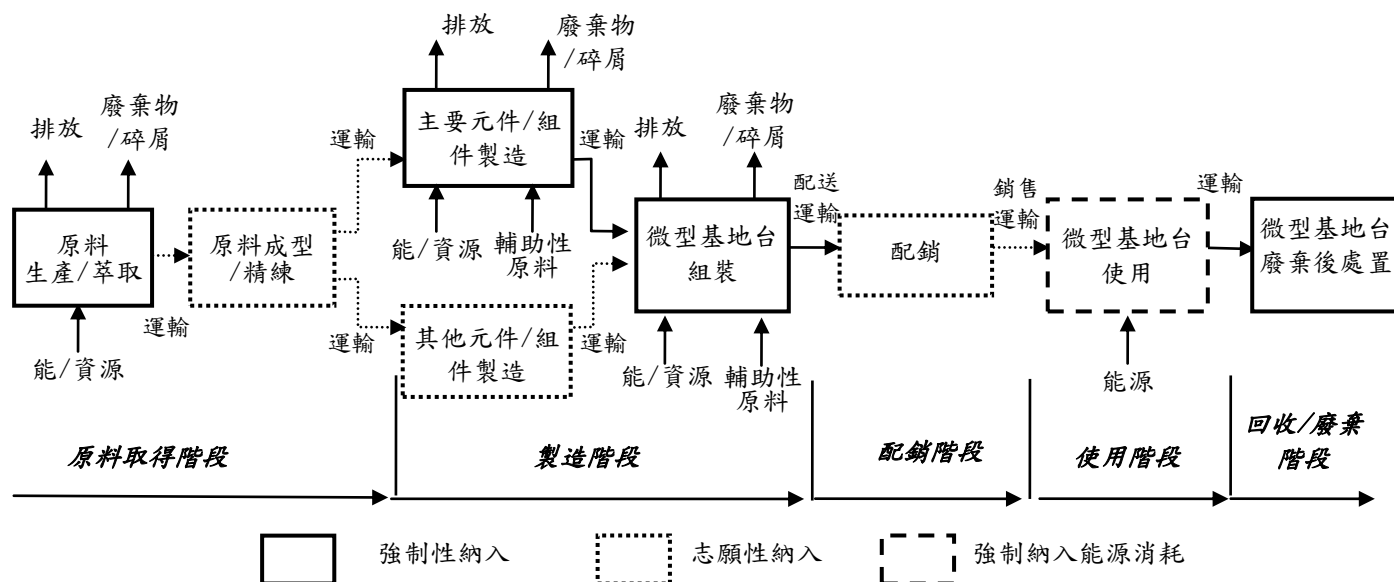 排放
廢棄物
/碎屑
排放
廢棄物
/碎屑
運輸
主要元件/組
件製造
運輸
排放
廢棄物
/碎屑
原料
生產/萃取
運輸
原料成型
/精練
能/資源
輔助性
原料
微型基地台
組裝
配送
運輸
配銷
銷售
運輸
微型基地台
使用
運輸
微型基地台
廢棄後處置
能/資源
運輸
其他元件/組
件製造
運輸
能/資源
輔助性
原料
能源
原料取得階段
製造階段
配銷階段
使用階段
回收/廢棄
階段
強制性納入
志願性納入
強制納入能源消耗